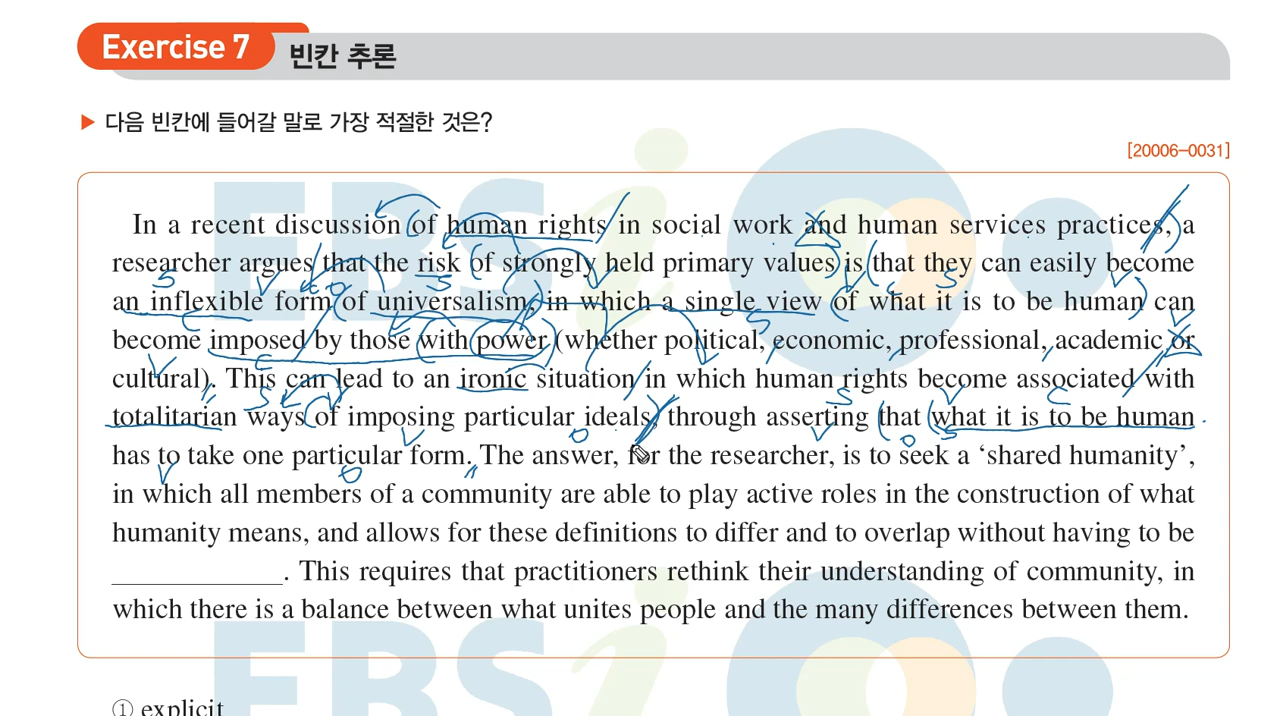 Exercise 7 빈칸 추론
▶ 다음 빈칸에 들어갈 말로 가장 적절한 것은?
[20006-0031]
In a recent discussion of human rights in social work and human services practices, a
researcher argues that the risk of strongly held primary values is that they can easily become
an inflexible form of universalism, in which a single view of what it is to be human can
become imposed by those with power (whether political, economic, professional, academic or
cultural). This can lead to an ironic situation in which human rights become associated with
totalitarian ways of imposing particular ideals, through asserting that what it is to be human
has to take one particular form. The answer, for the researcher, is to seek a ‘shared humanity’,
in which all members of a community are able to play active roles in the construction of what
humanity means, and allows for these definitions to differ and to overlap without having to be
____________. This requires that practitioners rethink their understanding of community, in
which there is a balance between what unites people and the many differences between them.
① explicit